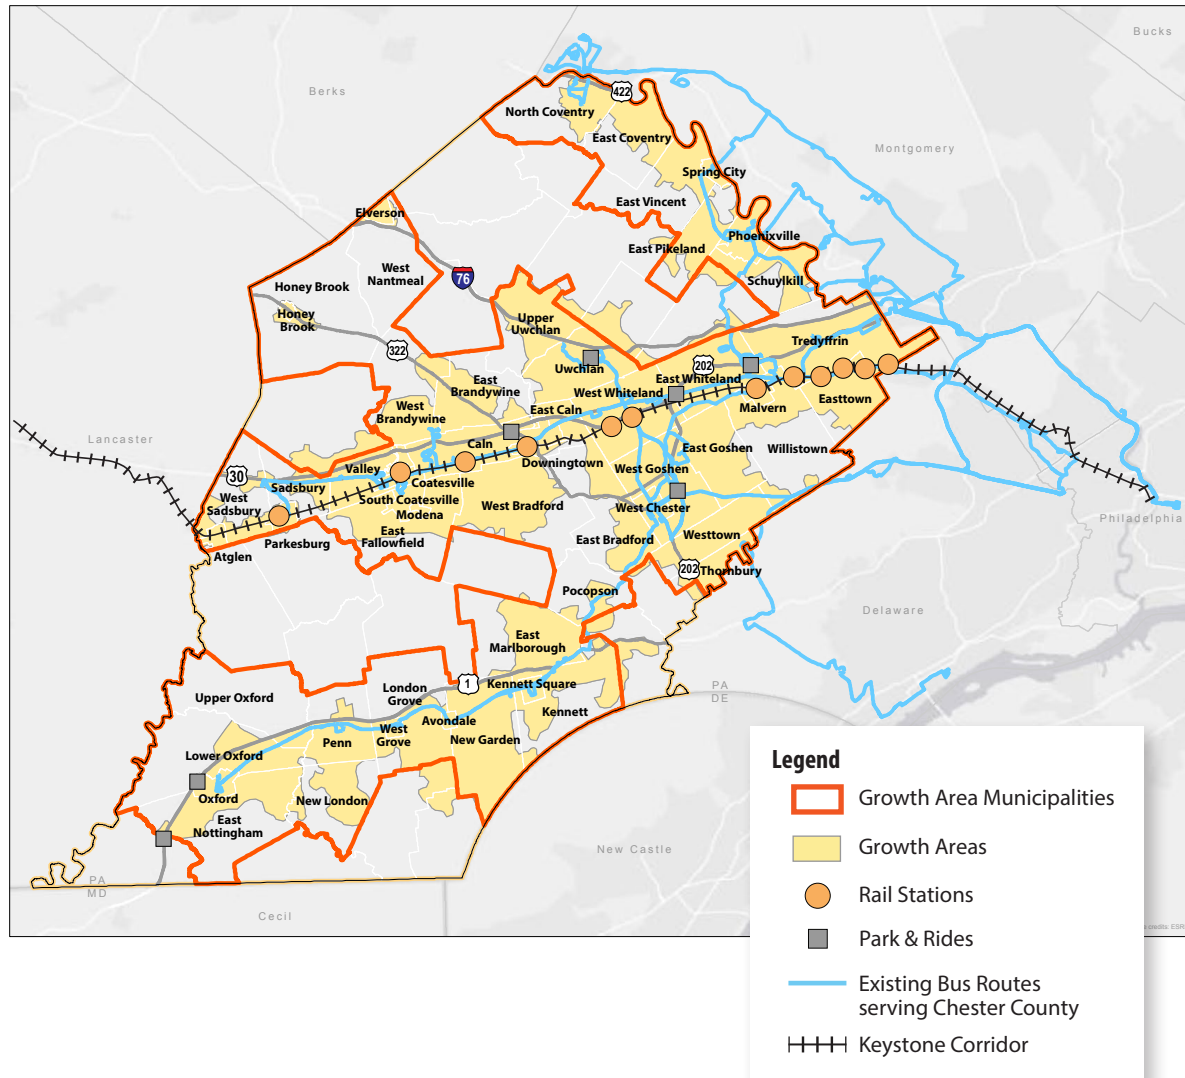 Bucks
Berks
422
North Coventry
East Coventry
Montgomery
Spring City
East Vincent
Elverson
Phoenixville
East Pikeland
West
Nantmeal
76
Schuylkill
Honey Brook
Honey
Brook
Upper
Uwchlan
322
Tredyffrin
Uwchlan
202
East Whiteland
East
Brandywine
West Whiteland
Easttown
Malvern
West
Brandywine
East Caln
Lancaster
Caln
East Goshen
Willistown
Downingtown
Valley
West Goshen
30
Coatesville
Sadsbury
South Coatesville
West
Sadsbury
West Bradford
West Chester
Modena
Philadelphia
East
Fallowfield
East Bradford
Westtown
Parkesburg
Atglen
202
Thornbury
Pocopson
Delaware
East
Marlborough
1
Kennett Square
PA
DE
London
Grove
Upper Oxford
Kennett
Avondale
West
Grove
New Garden
Penn
Lower Oxford
Oxford
New London
East
Nottingham
New Castle
PA
MD
Cecil
credits: ESR
Legend
Growth Area Municipalities
Growth Areas
Rail Stations
Park & Rides
Existing Bus Routes
serving Chester County
Keystone Corridor